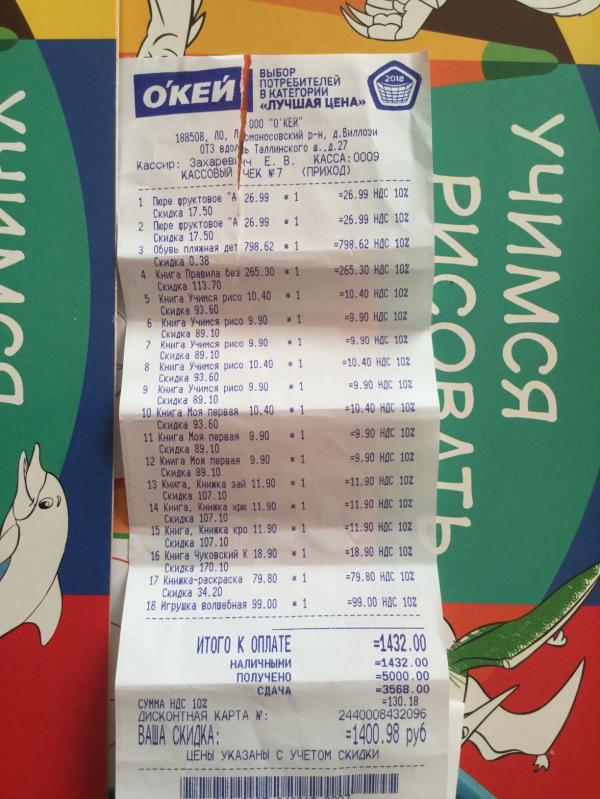 О'КЕЙ
ВЫБОР
ПОТРЕБИТЕЛЕЙ
В КАТЕГОРИИ
«ЛУЧШАЯ ЦЕНА»
2018
ООО "О'КЕЙ"
188508, ЛО, Ломоносовский р-н, д.Виллози
ОТЗ вдоль Таллинского ш.,д.27
Кассир: Захаревич Е. В. КАССА:0009
КАССОВЫЙ ЧЕК №7 (ПРИХОД)
1 Пюре фруктовое "А 26.99 * 1 =26.99 НДС 10%
Скидка 17.50
2 Пюре фруктовое "А 26.99 * 1 =26.99 НДС 10%
Скидка 17.50
3 Обувь пляжная дет 798.62 * 1 =798.62 НДС 10%
Скидка 0.38
4 Книга Правила без 265.30 * 1 =265.30 НДС 10%
Скидка 113.70
5 Книга Учимся рисо 10.40 * 1 =10.40 НДС 10%
Скидка 93.60
6 Книга Учимся рисо 9.90 * 1 =9.90 НДС 10%
Скидка 89.10
7 Книга Учимся рисо 9.90 * 1 =9.90 НДС 10%
Скидка 89.10
8 Книга Учимся рисо 10.40 * 1 =10.40 НДС 10%
Скидка 93.60
9 Книга Учимся рисо 9.90 * 1 =9.90 НДС 10%
Скидка 89.10
10 Книга Моя первая 10.40 * 1 =10.40 НДС 10%
Скидка 93.60
11 Книга Моя первая 9.90 * 1 =9.90 НДС 10%
Скидка 89.10
12 Книга Моя первая 9.90 * 1 =9.90 НДС 10%
Скидка 89.10
13 Книга, Книжка зай 11.90 * 1 =11.90 НДС 10%
Скидка 107.10
14 Книга, Книжка хрю 11.90 * 1 =11.90 НДС 10%
Скидка 107.10
15 Книга, Книжка кро 11.90 * 1 =11.90 НДС 10%
Скидка 107.10
16 Книга Чуковский К 18.90 * 1 =18.90 НДС 10%
Скидка 170.10
17 Книжка-раскраска 79.80 * 1 =79.80 НДС 10%
Скидка 34.20
18 Игрушка волшебная 99.00 * 1 =99.00 НДС 10%
ИТОГО К ОПЛАТЕ =1432.00
НАЛИЧНЫМИ =1432.00
ПОЛУЧЕНО =5000.00
СДАЧА =3568.00
СУММА НДС 10% =130.18
ДИСКОНТНАЯ КАРТА №: 2440008432096
ВАША СКИДКА: =1400.98 руб
ЦЕНЫ УКАЗАНЫ С УЧЕТОМ СКИДКИ
УЧИМСЯ
РИСОВАТЬ
УЧИМСЯ